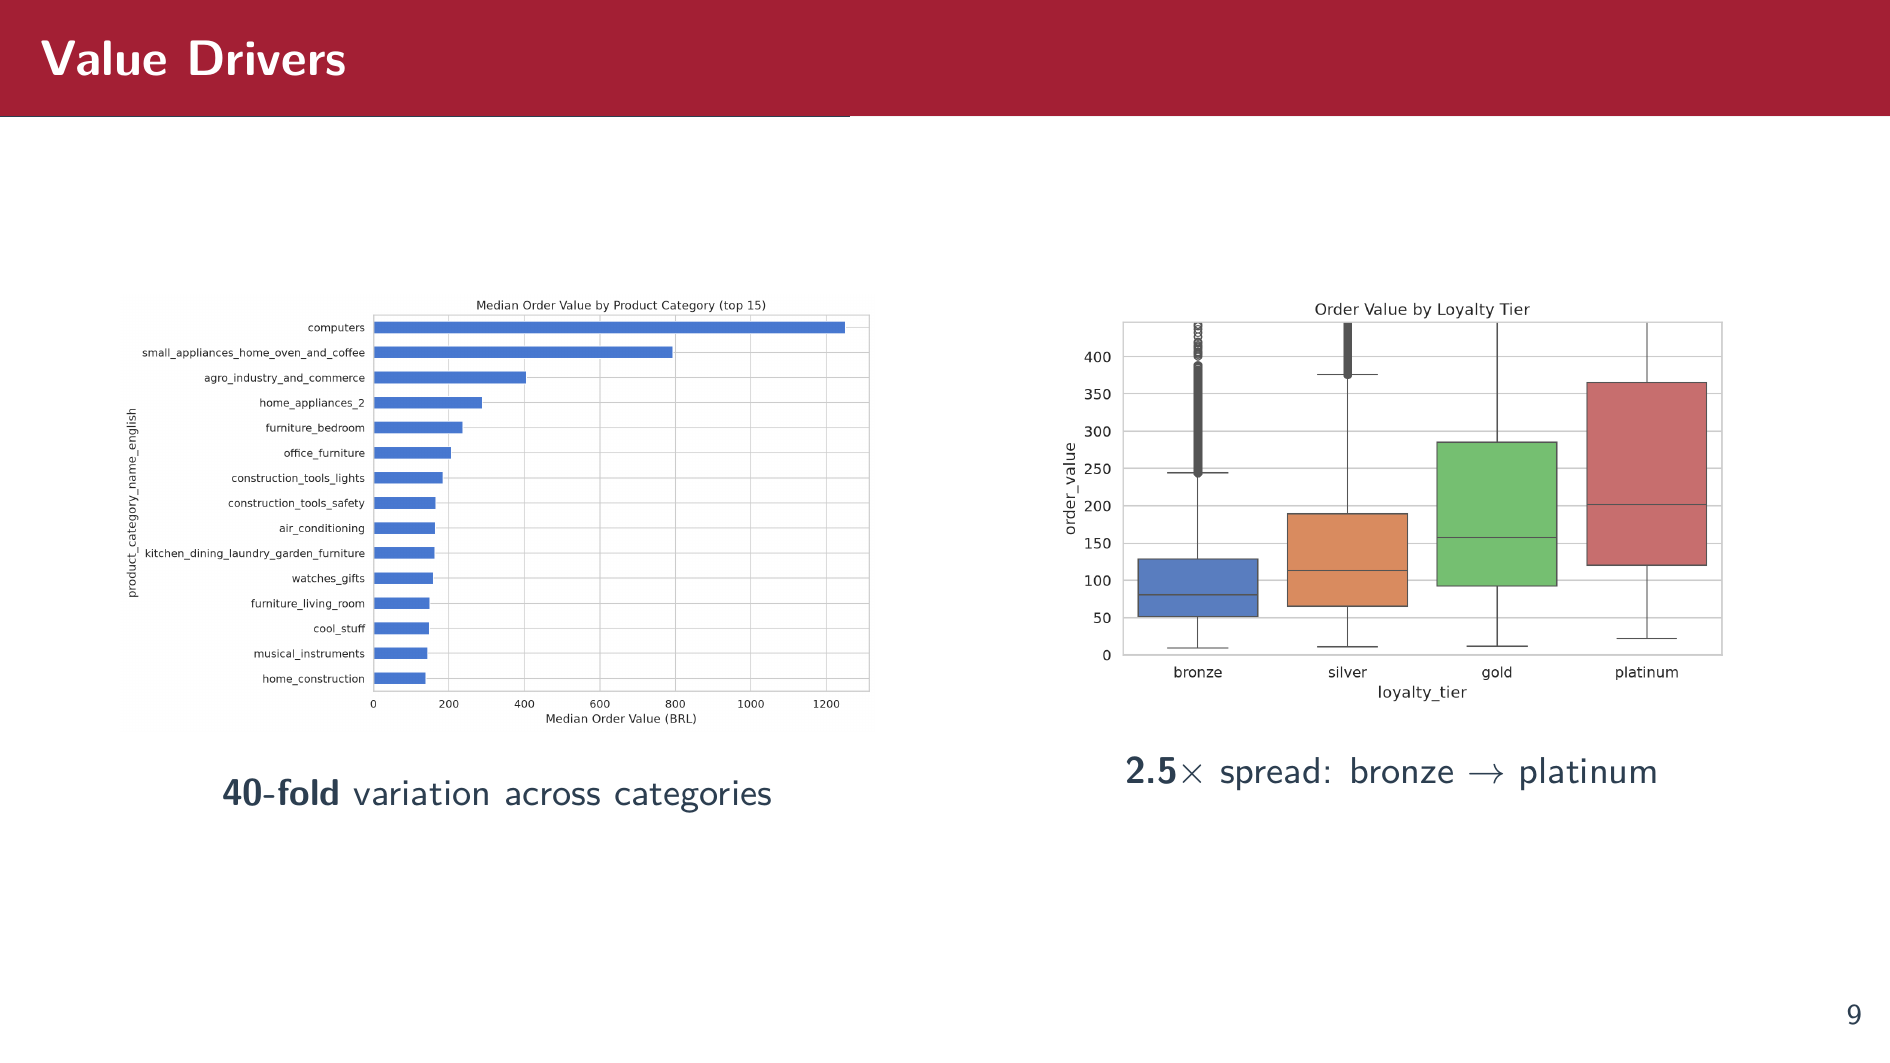 Value Drivers
Median Order Value by Product Category (top 15)
product_category_name_english
computers
small_appliances_home_oven_and_coffee
agro_industry_and_commerce
home_appliances_2
furniture_bedroom
office_furniture
construction_tools_lights
construction_tools_safety
air_conditioning
kitchen_dining_laundry_garden_furniture
watches_gifts
furniture_living_room
cool_stuff
musical_instruments
home_construction
0 200 400 600 800 1000 1200
Median Order Value (BRL)
40-fold variation across categories
Order Value by Loyalty Tier
order_value
400
350
300
250
200
150
100
50
0
bronze silver gold platinum
loyalty_tier
2.5× spread: bronze → platinum
9